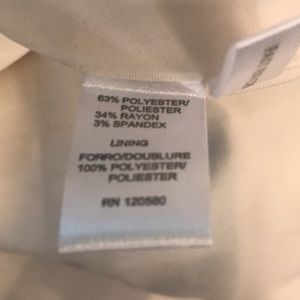 63% POLYESTER/
POLIESTER
34% RAYON
3% SPANDEX
LINING
FORRO/DOUBLURE
100% POLYESTER/
POLIESTER
RN 120580